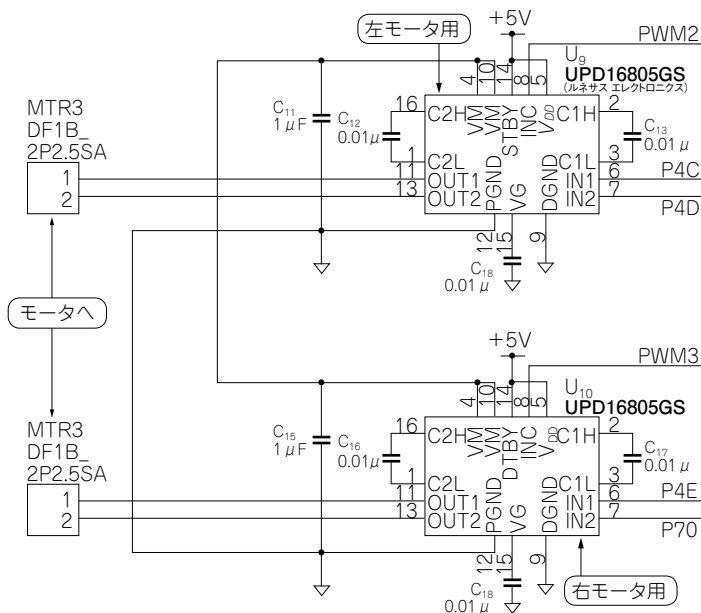 +5V
左モータ用
PWM2
U9
UPD16805GS
(ルネサス エレクトロニクス)
4
10
14
8
5
MTR3
DF1B_
2P2.5SA
C11
1μF
C12
0.01μ
16
C2H
VM
VM
STBY
INC
VDD
C1H
2
C13
0.01μ
1
C2L
C1L
3
1
11
OUT1
IN1
6
P4C
2
13
OUT2
IN2
7
P4D
PGND
VG
DGND
12
15
9
C18
0.01μ
モータへ
+5V
PWM3
U10
UPD16805GS
4
10
14
8
5
MTR3
DF1B_
2P2.5SA
C15
1μF
C16
0.01μ
16
C2H
VM
VM
DTBY
INC
VDD
C1H
2
C17
0.01μ
1
C2L
C1L
3
1
11
OUT1
IN1
6
P4E
2
13
OUT2
IN2
7
P70
PGND
VG
DGND
12
15
9
C18
0.01μ
右モータ用